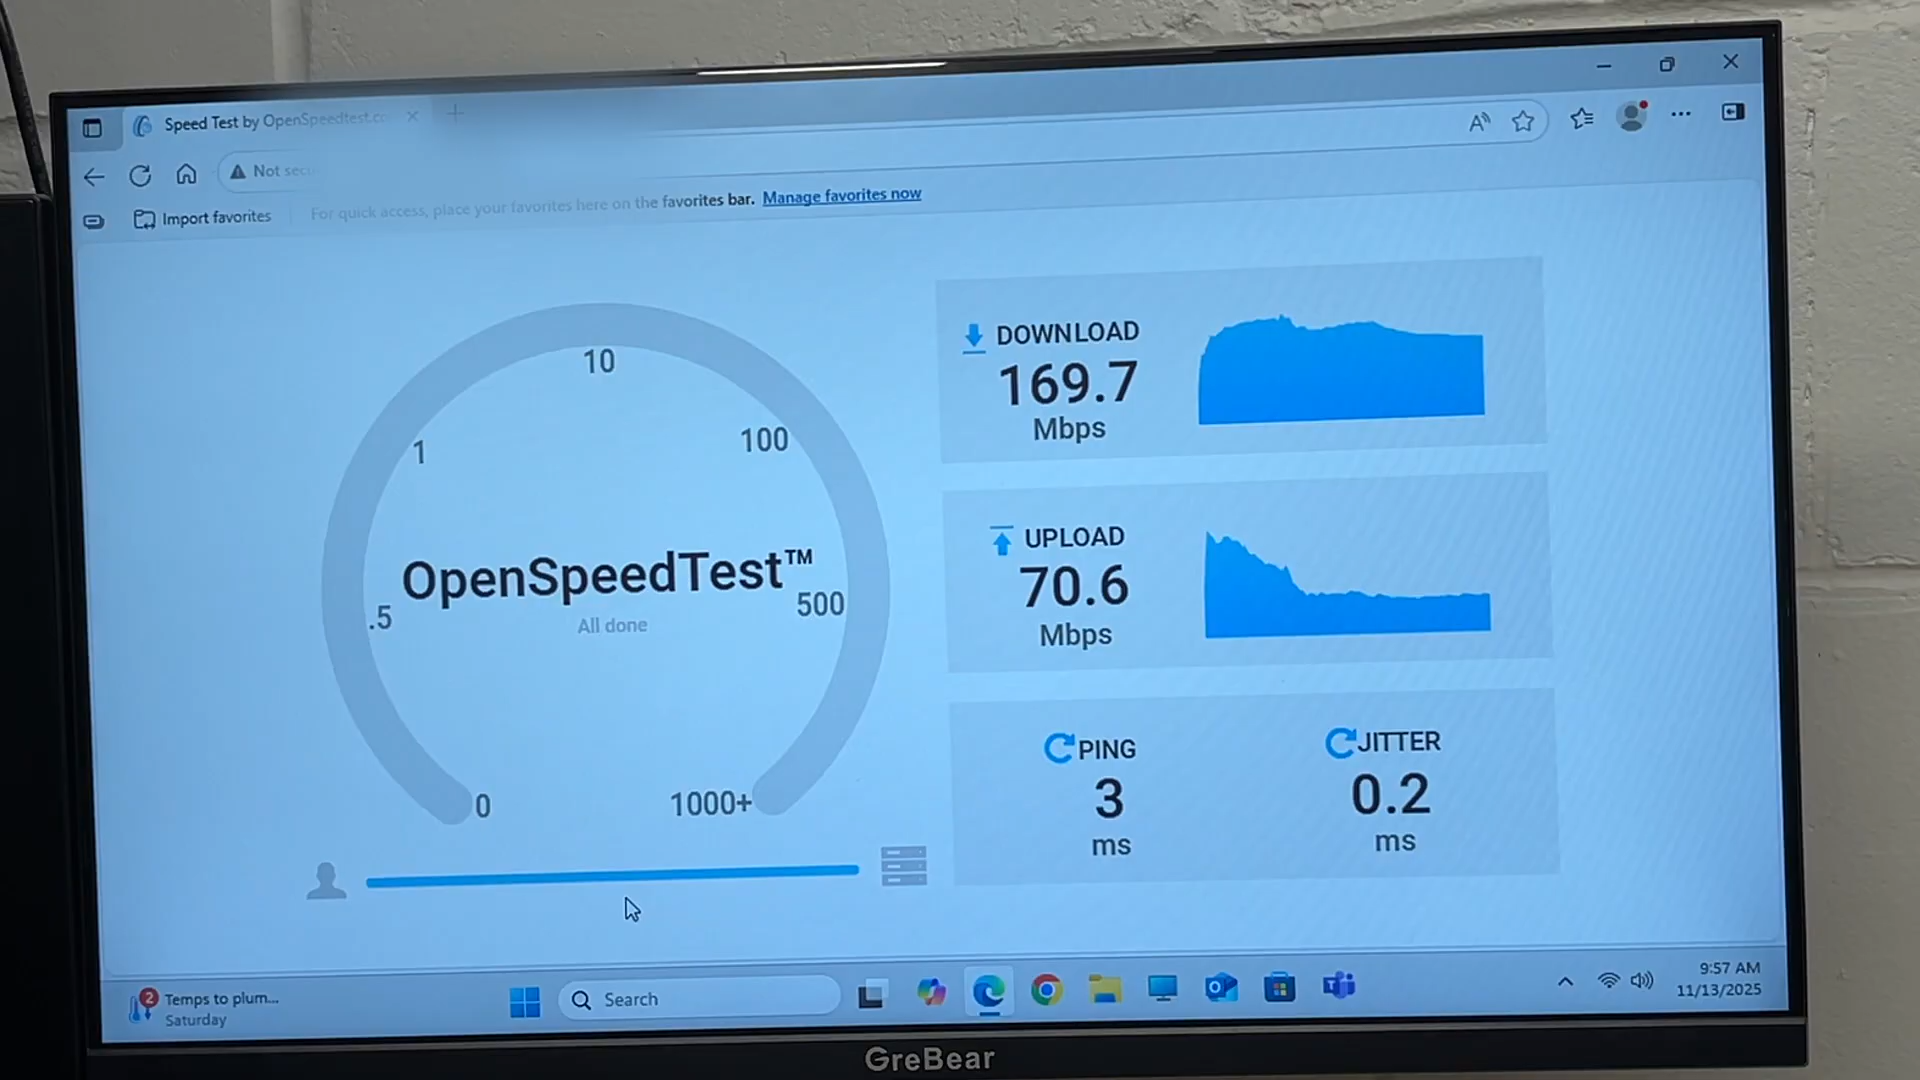 Speed Test by OpenSpeedtest.co
Not secu
Import favorites
For quick access, place your favorites here on the favorites bar. Manage favorites now
10
1
100
OpenSpeedTest™
.5
500
All done
0
1000+
DOWNLOAD
169.7
Mbps
UPLOAD
70.6
Mbps
PING
3
ms
JITTER
0.2
ms
2
Temps to plum...
Saturday
Search
9:57 AM
11/13/2025
GreBear